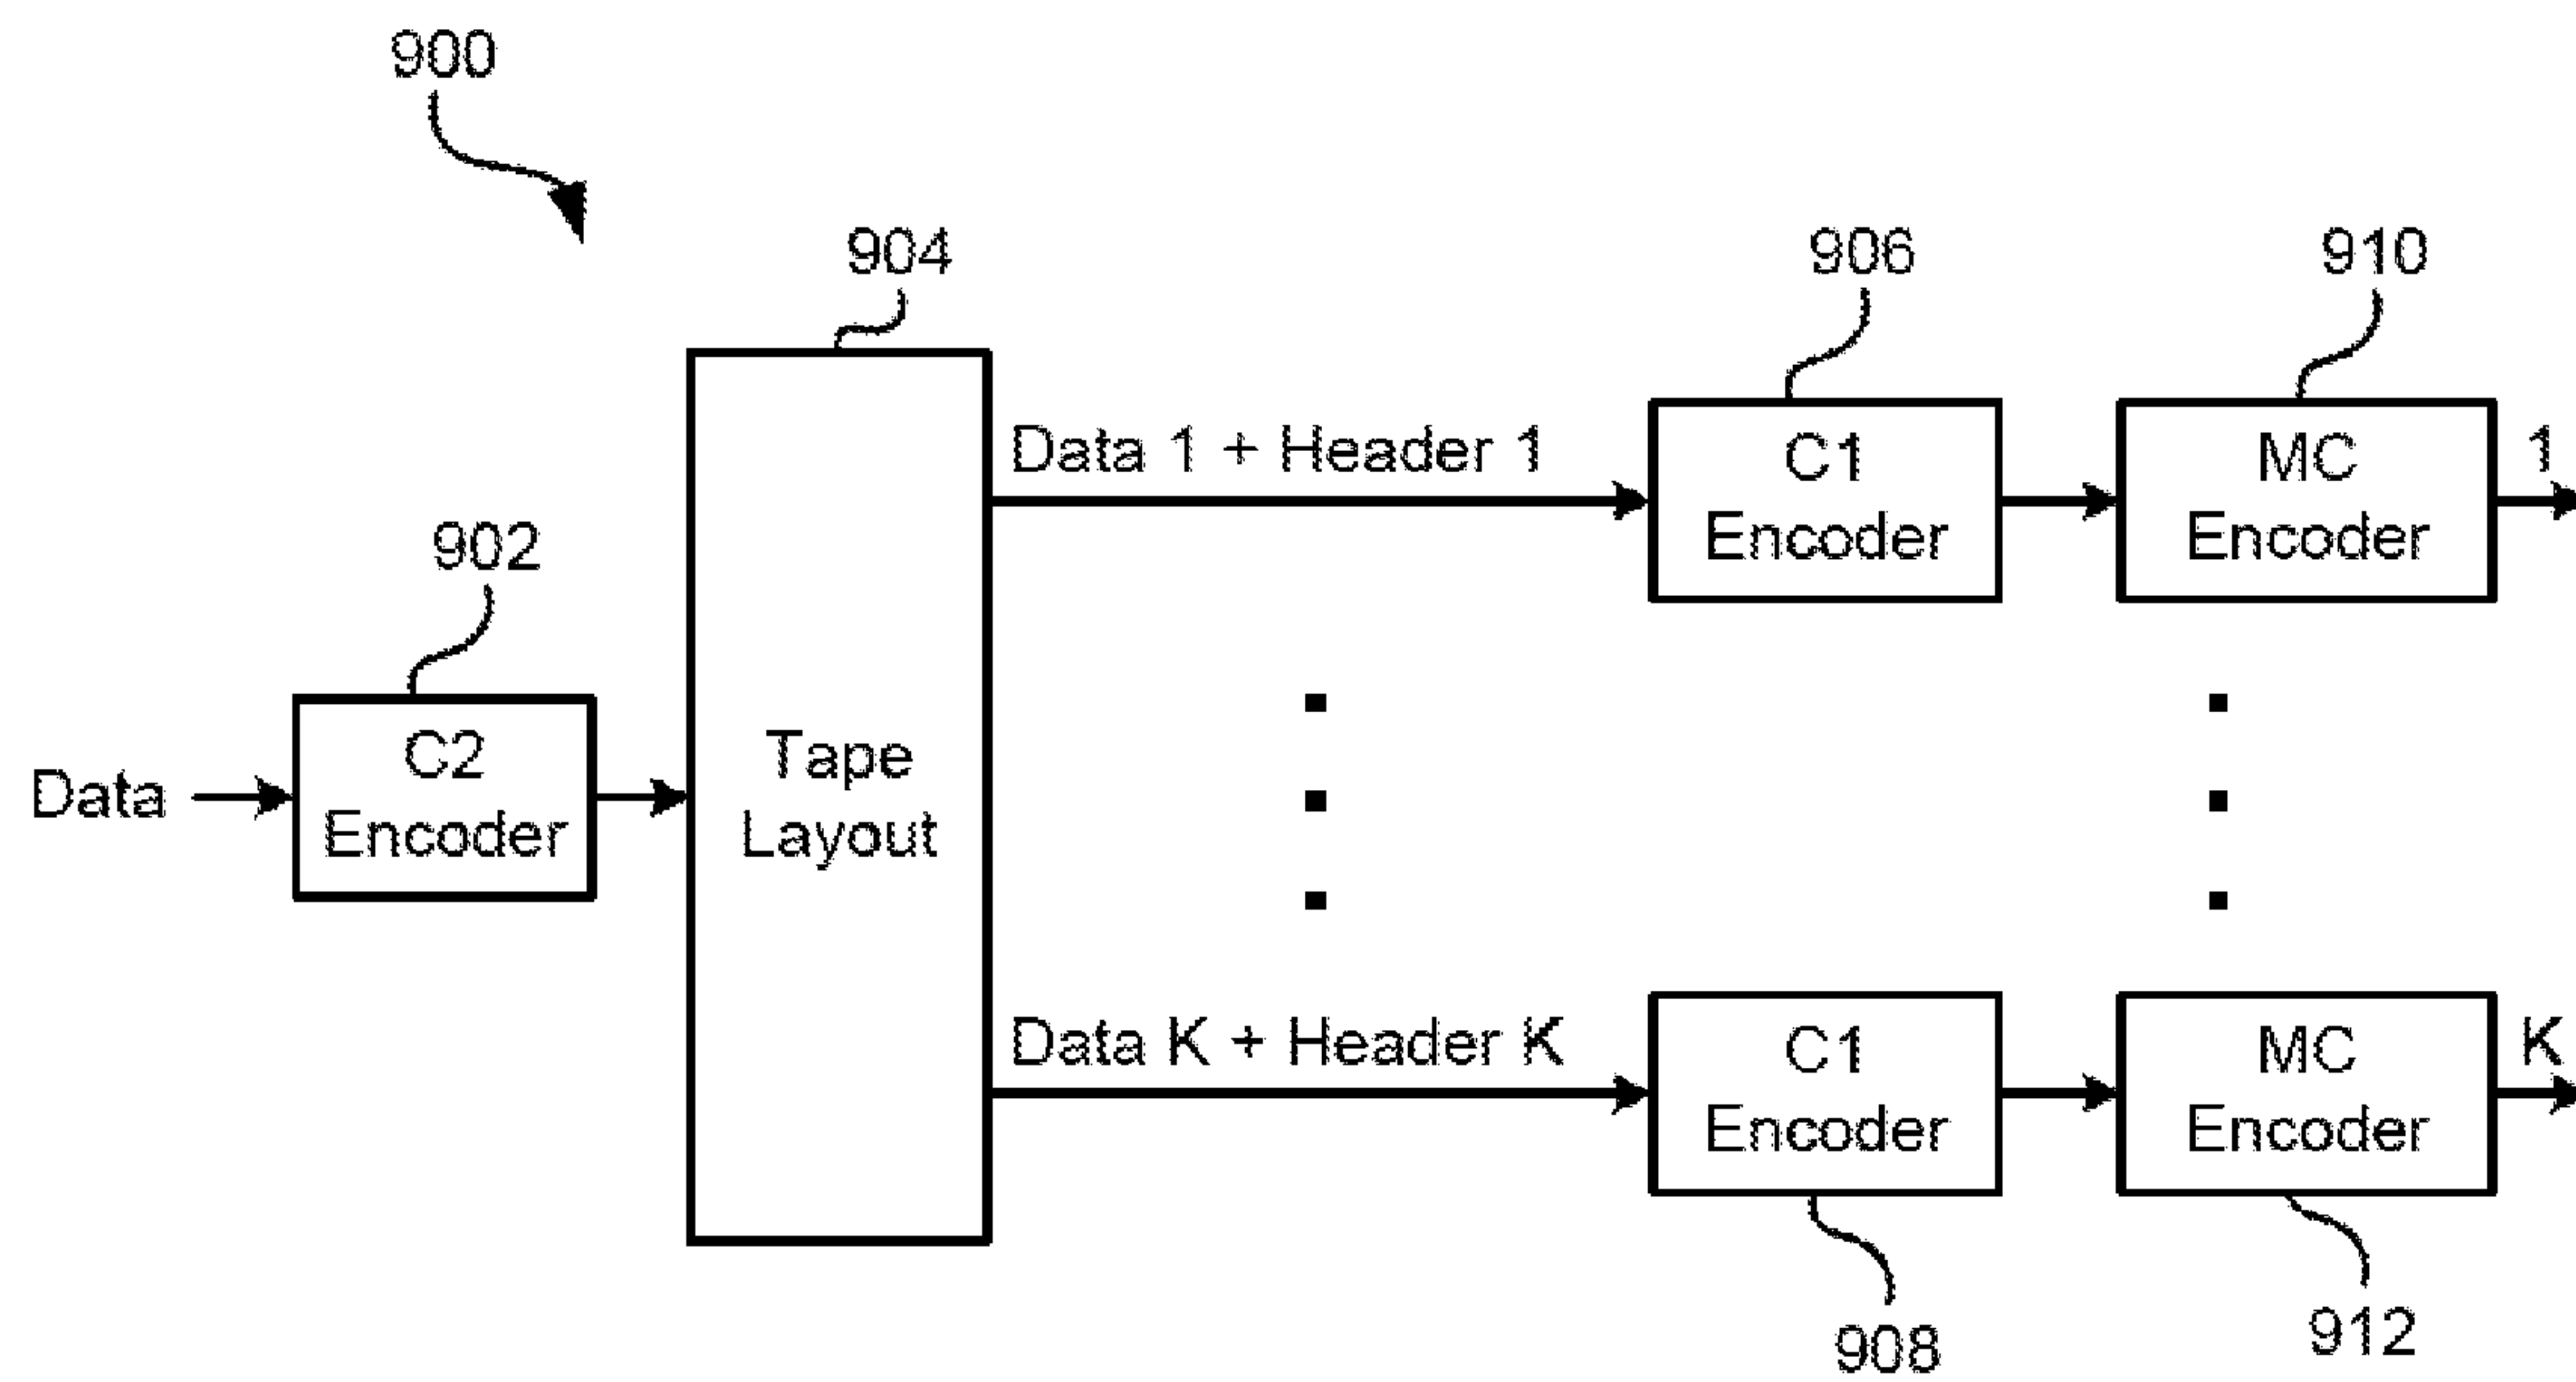 900
904
906
910
Data 1 + Header 1
C1
Encoder
MC
Encoder
1
902
Data
C2
Encoder
Tape
Layout
Data K + Header K
C1
Encoder
MC
Encoder
K
908
912